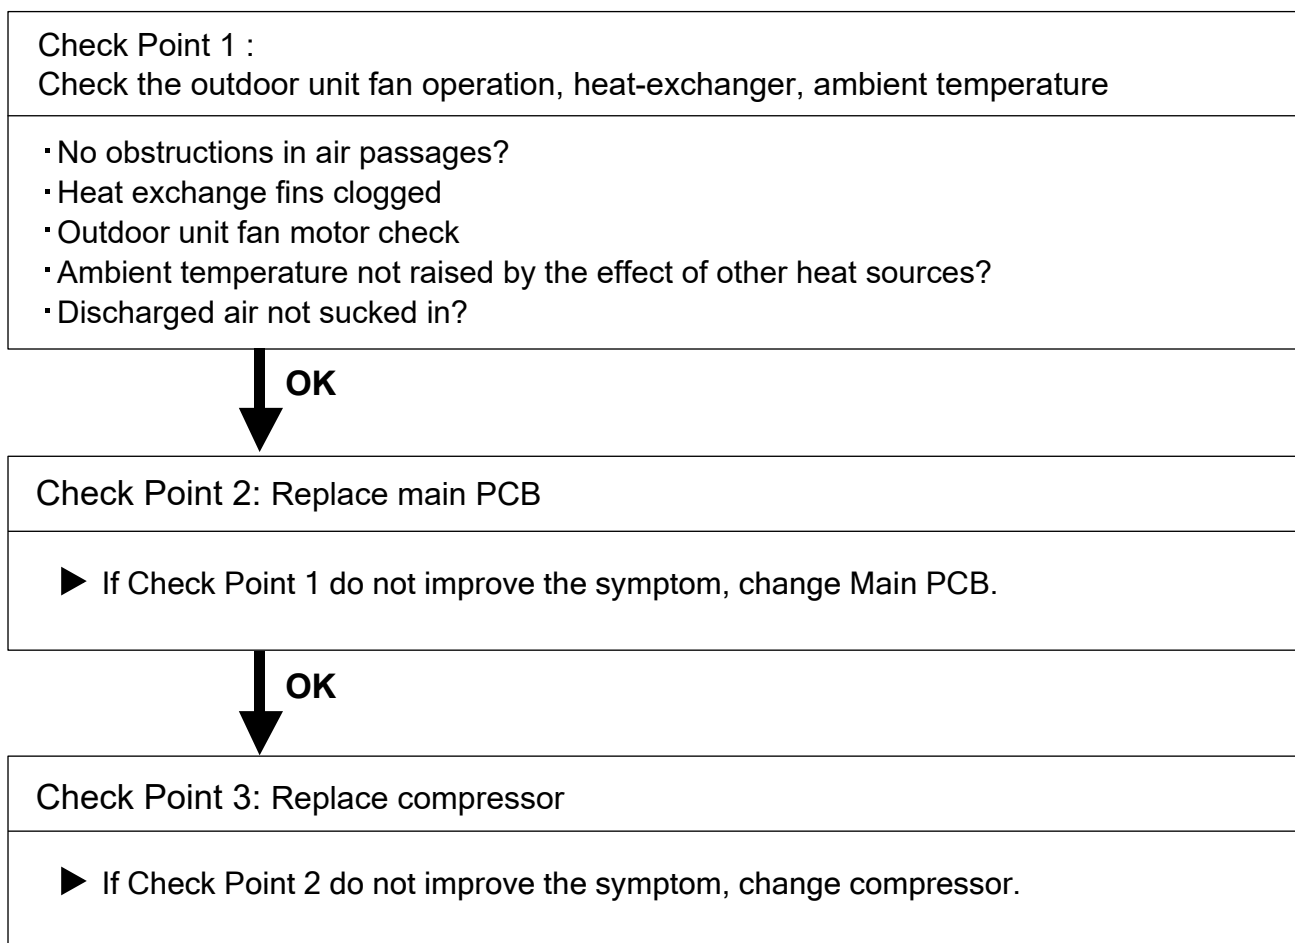 Check Point 1 :
Check the outdoor unit fan operation, heat-exchanger, ambient temperature
・No obstructions in air passages?
・Heat exchange fins clogged
・Outdoor unit fan motor check
・Ambient temperature not raised by the effect of other heat sources?
・Discharged air not sucked in?
OK
Check Point 2: Replace main PCB
▶ If Check Point 1 do not improve the symptom, change Main PCB.
OK
Check Point 3: Replace compressor
▶ If Check Point 2 do not improve the symptom, change compressor.